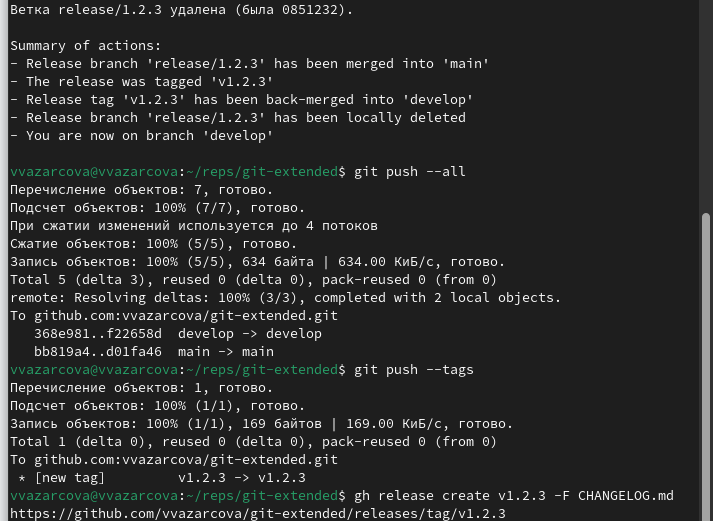 Ветка release/1.2.3 удалена (была 0851232).
Summary of actions:
- Release branch 'release/1.2.3' has been merged into 'main'
- The release was tagged 'v1.2.3'
- Release tag 'v1.2.3' has been back-merged into 'develop'
- Release branch 'release/1.2.3' has been locally deleted
- You are now on branch 'develop'
vvazarcova@vvazarcova:~/reps/git-extended$ git push --all
Перечисление объектов: 7, готово.
Подсчет объектов: 100% (7/7), готово.
При сжатии изменений используется до 4 потоков
Сжатие объектов: 100% (5/5), готово.
Запись объектов: 100% (5/5), 634 байта | 634.00 КиБ/с, готово.
Total 5 (delta 3), reused 0 (delta 0), pack-reused 0 (from 0)
remote: Resolving deltas: 100% (3/3), completed with 2 local objects.
To github.com:vvazarcova/git-extended.git
   368e981..f22658d  develop -> develop
   bb819a4..d01fa46  main -> main
vvazarcova@vvazarcova:~/reps/git-extended$ git push --tags
Перечисление объектов: 1, готово.
Подсчет объектов: 100% (1/1), готово.
Запись объектов: 100% (1/1), 169 байтов | 169.00 КиБ/с, готово.
Total 1 (delta 0), reused 0 (delta 0), pack-reused 0 (from 0)
To github.com:vvazarcova/git-extended.git
 * [new tag]         v1.2.3 -> v1.2.3
vvazarcova@vvazarcova:~/reps/git-extended$ gh release create v1.2.3 -F CHANGELOG.md
https://github.com/vvazarcova/git-extended/releases/tag/v1.2.3